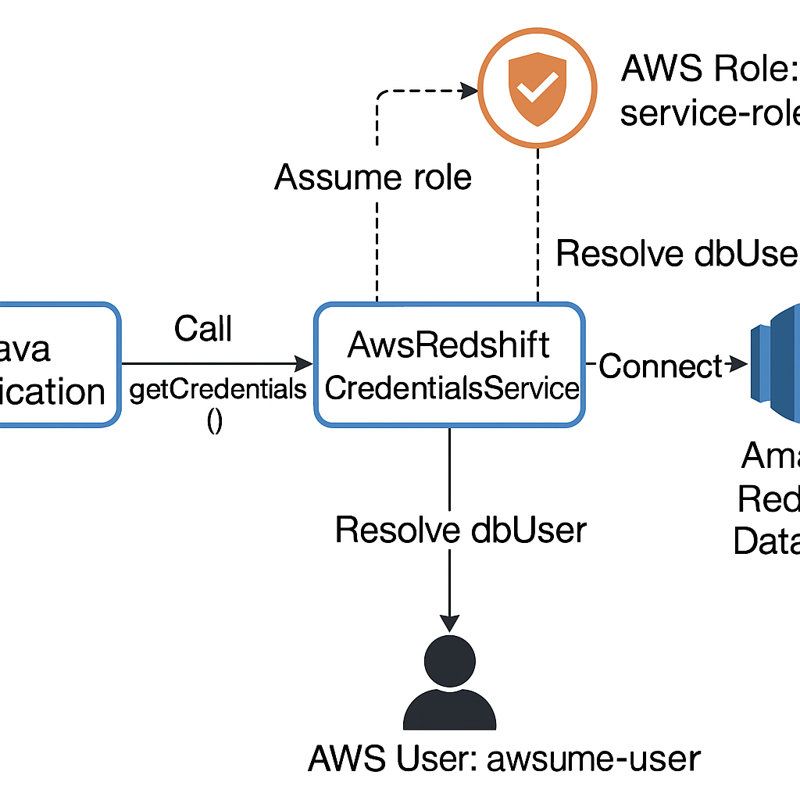 AWS Role:
service-role
Assume role
Resolve dbUse
ava
ication
Call
getCredentials
()
AwsRedshift
CredentialsService
Connect
Ama
Red
Data
Resolve dbUser
AWS User: awsume-user